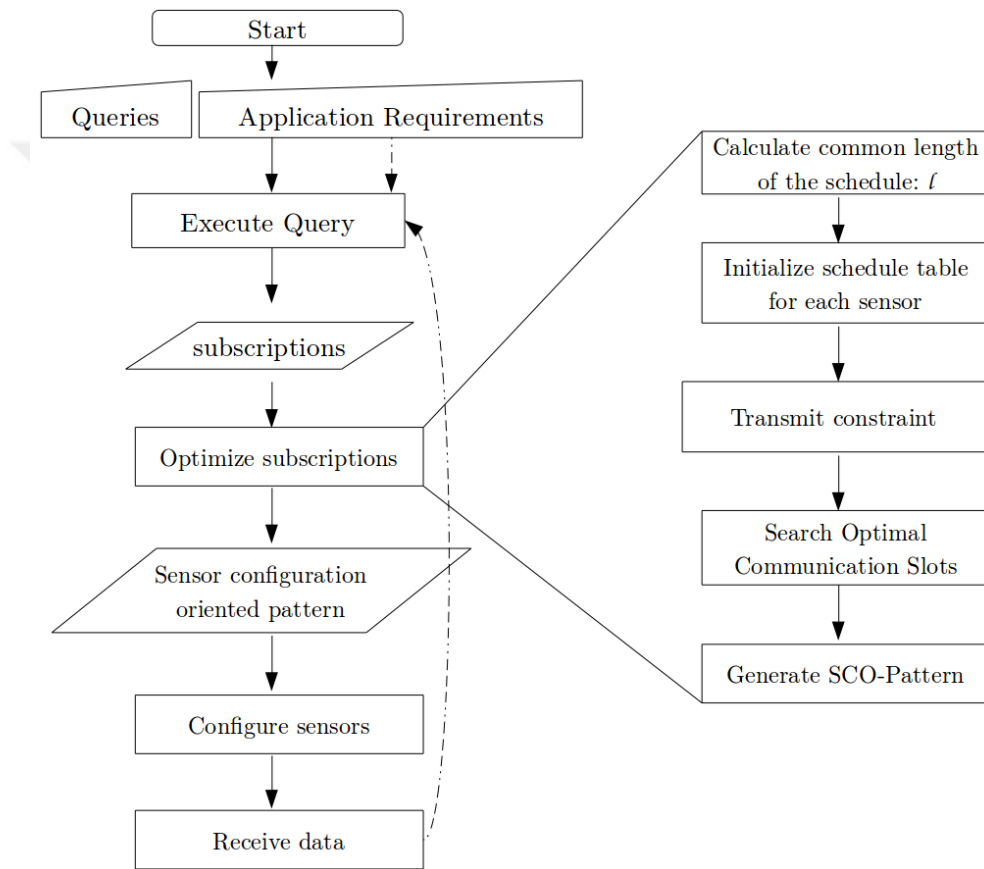 Start
Queries
Application Requirements
Execute Query
subscriptions
Optimize subscriptions
Sensor configuration
oriented pattern
Configure sensors
Receive data
Calculate common length
of the schedule: l
Initialize schedule table
for each sensor
Transmit constraint
Search Optimal
Communication Slots
Generate SCO-Pattern